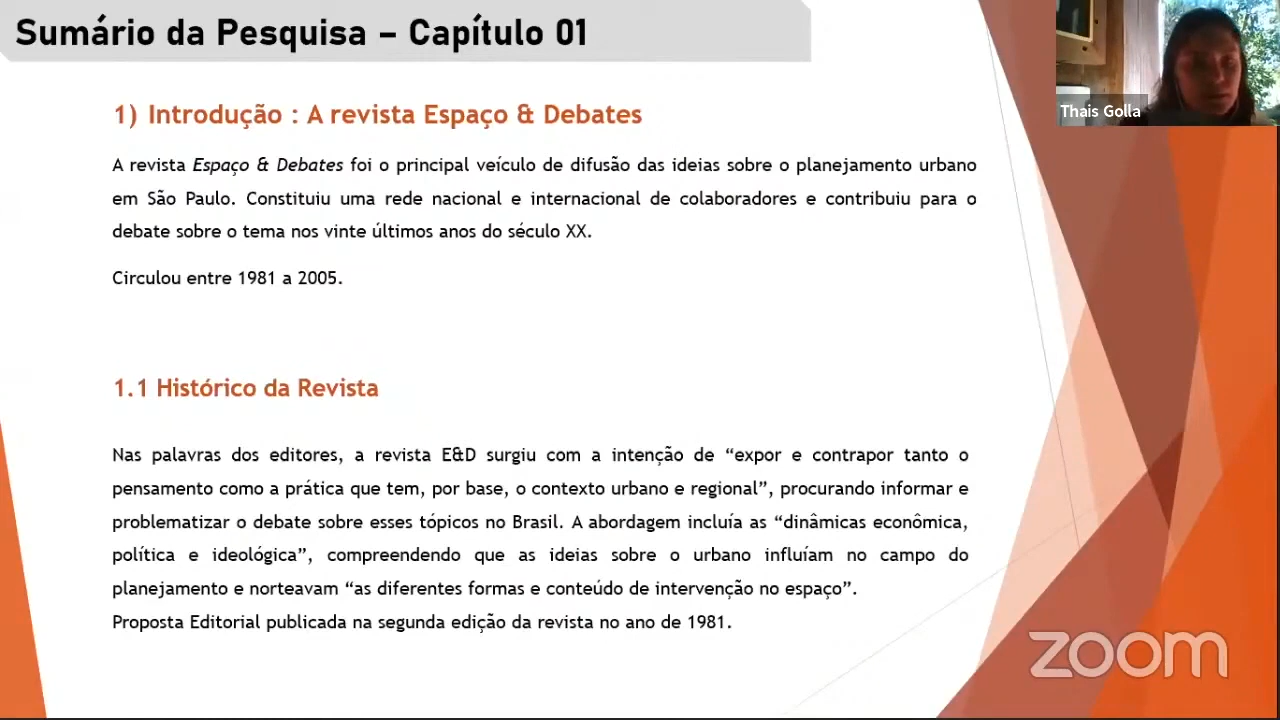 Sumário da Pesquisa – Capítulo 01
Thais Golla
1) Introdução : A revista Espaço & Debates
A revista Espaço & Debates foi o principal veículo de difusão das ideias sobre o planejamento urbano
em São Paulo. Constituiu uma rede nacional e internacional de colaboradores e contribuiu para o
debate sobre o tema nos vinte últimos anos do século XX.
Circulou entre 1981 a 2005.
1.1 Histórico da Revista
Nas palavras dos editores, a revista E&D surgiu com a intenção de “expor e contrapor tanto o
pensamento como a prática que tem, por base, o contexto urbano e regional”, procurando informar e
problematizar o debate sobre esses tópicos no Brasil. A abordagem incluía as “dinâmicas econômica,
política e ideológica”, compreendendo que as ideias sobre o urbano influíam no campo do
planejamento e norteavam “as diferentes formas e conteúdo de intervenção no espaço”.
Proposta Editorial publicada na segunda edição da revista no ano de 1981.
zoom